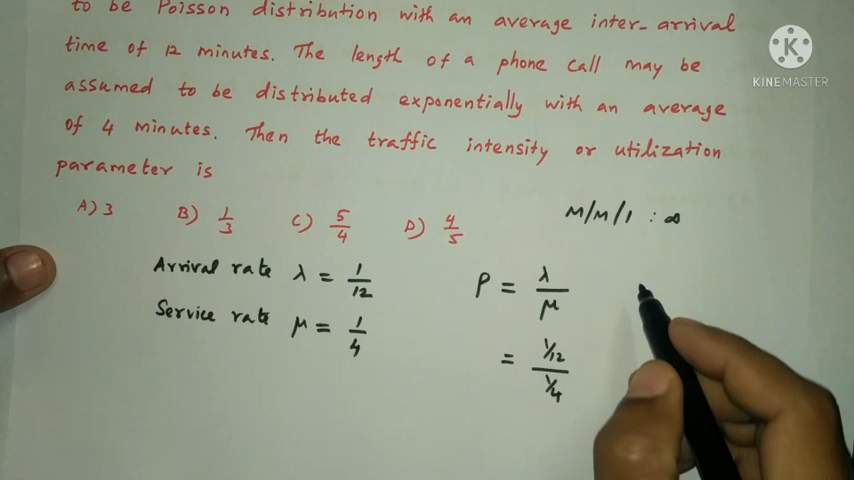 to be Poisson distribution with an average inter-arrival
time of 12 minutes. The length of a phone call may be
assumed to be distributed exponentially with an average
of 4 minutes. Then the traffic intensity or utilization
parameter is
A) 3 B) 1/3 C) 5/4 D) 4/5
M/M/1 : ∞
Arrival rate λ = 1/12
Service rate μ = 1/4
ρ = λ/μ
= 1/12 / 1/4
K
KINEMASTER